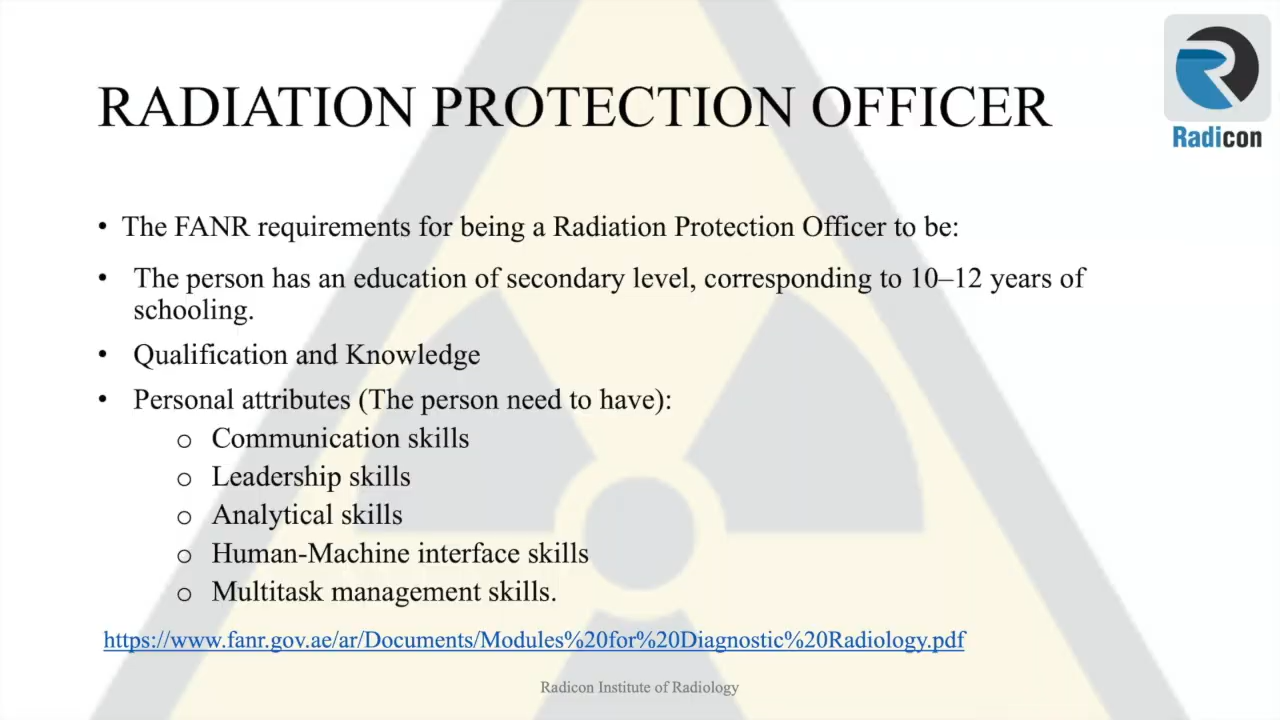 RADIATION PROTECTION OFFICER
Radicon
• The FANR requirements for being a Radiation Protection Officer to be:
• The person has an education of secondary level, corresponding to 10–12 years of
schooling.
• Qualification and Knowledge
• Personal attributes (The person need to have):
o Communication skills
o Leadership skills
o Analytical skills
o Human-Machine interface skills
o Multitask management skills.
https://www.fanr.gov.ae/ar/Documents/Modules%20for%20Diagnostic%20Radiology.pdf
Radicon Institute of Radiology